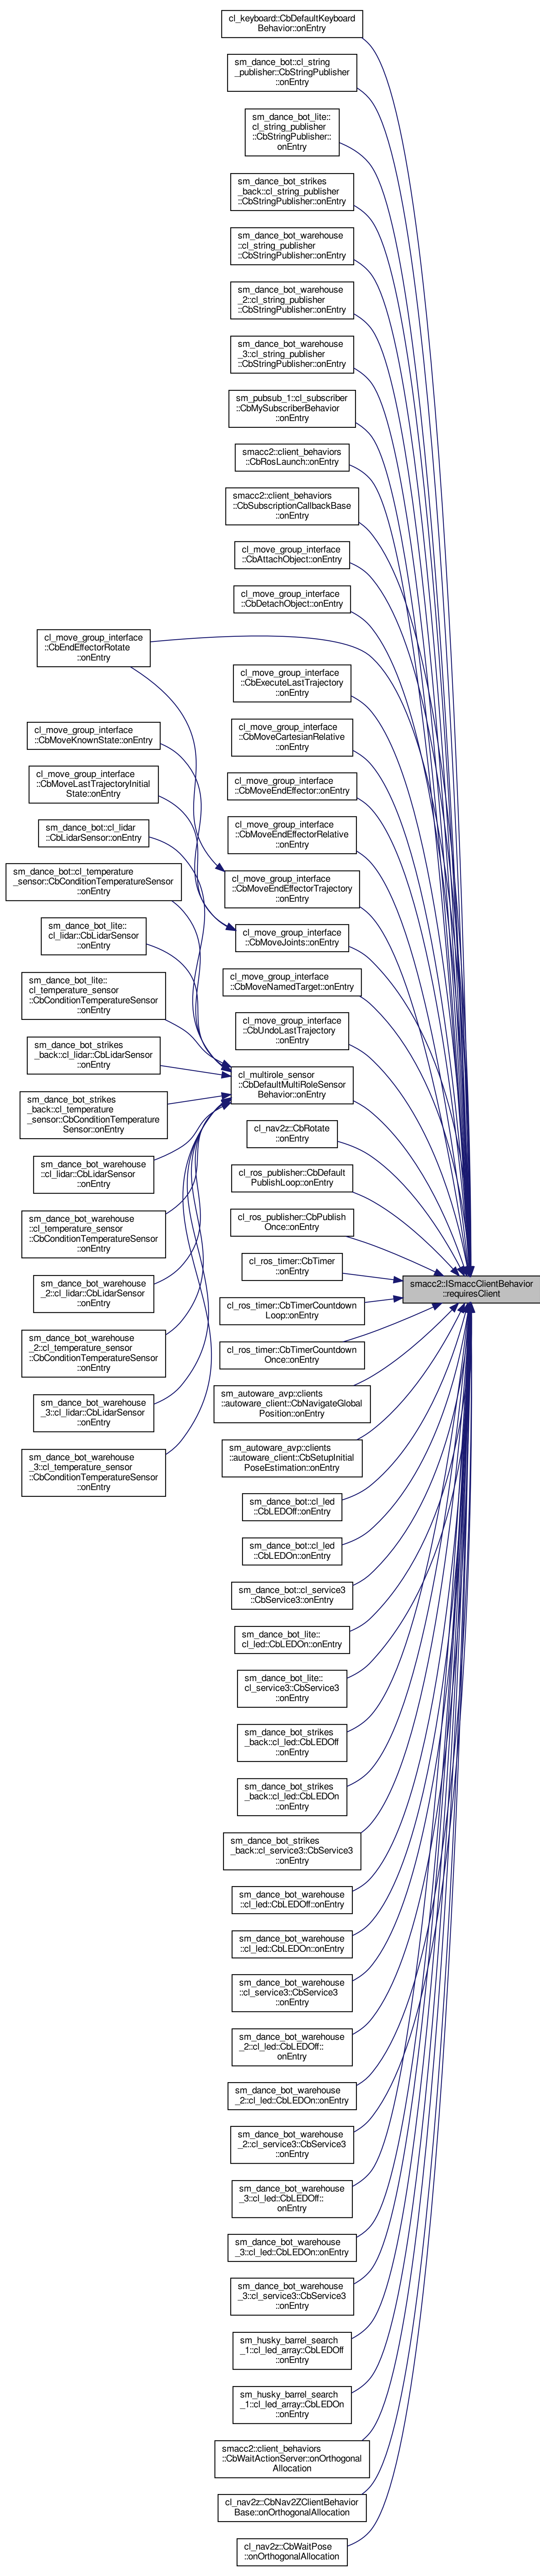 cl_keyboard::CbDefaultKeyboard
Behavior::onEntry
sm_dance_bot::cl_string
_publisher::CbStringPublisher
::onEntry
sm_dance_bot_lite::
cl_string_publisher
::CbStringPublisher::
onEntry
sm_dance_bot_strikes
_back::cl_string_publisher
::CbStringPublisher::onEntry
sm_dance_bot_warehouse
::cl_string_publisher
::CbStringPublisher::onEntry
sm_dance_bot_warehouse
_2::cl_string_publisher
::CbStringPublisher::onEntry
sm_dance_bot_warehouse
_3::cl_string_publisher
::CbStringPublisher::onEntry
sm_pubsub_1::cl_subscriber
::CbMySubscriberBehavior
::onEntry
smacc2::client_behaviors
::CbRosLaunch::onEntry
smacc2::client_behaviors
::CbSubscriptionCallbackBase
::onEntry
cl_move_group_interface
::CbAttachObject::onEntry
cl_move_group_interface
::CbDetachObject::onEntry
cl_move_group_interface
::CbEndEffectorRotate
::onEntry
cl_move_group_interface
::CbExecuteLastTrajectory
::onEntry
cl_move_group_interface
::CbMoveCartesianRelative
::onEntry
cl_move_group_interface
::CbMoveKnownState::onEntry
cl_move_group_interface
::CbMoveEndEffector::onEntry
cl_move_group_interface
::CbMoveLastTrajectoryInitial
State::onEntry
cl_move_group_interface
::CbMoveEndEffectorRelative
::onEntry
sm_dance_bot::cl_lidar
::CbLidarSensor::onEntry
sm_dance_bot::cl_temperature
_sensor::CbConditionTemperatureSensor
::onEntry
cl_move_group_interface
::CbMoveEndEffectorTrajectory
::onEntry
sm_dance_bot_lite::
cl_lidar::CbLidarSensor
::onEntry
cl_move_group_interface
::CbMoveJoints::onEntry
sm_dance_bot_lite::
cl_temperature_sensor
::CbConditionTemperatureSensor
::onEntry
cl_move_group_interface
::CbMoveNamedTarget::onEntry
sm_dance_bot_strikes
_back::cl_lidar::CbLidarSensor
::onEntry
cl_move_group_interface
::CbUndoLastTrajectory
::onEntry
sm_dance_bot_strikes
_back::cl_temperature
_sensor::CbConditionTemperature
Sensor::onEntry
cl_multirole_sensor
::CbDefaultMultiRoleSensor
Behavior::onEntry
sm_dance_bot_warehouse
::cl_lidar::CbLidarSensor
::onEntry
cl_nav2z::CbRotate
::onEntry
sm_dance_bot_warehouse
::cl_temperature_sensor
::CbConditionTemperatureSensor
::onEntry
cl_ros_publisher::CbDefault
PublishLoop::onEntry
cl_ros_publisher::CbPublish
Once::onEntry
sm_dance_bot_warehouse
_2::cl_lidar::CbLidarSensor
::onEntry
cl_ros_timer::CbTimer
::onEntry
smacc2::ISmaccClientBehavior
::requiresClient
sm_dance_bot_warehouse
_2::cl_temperature_sensor
::CbConditionTemperatureSensor
::onEntry
cl_ros_timer::CbTimerCountdown
Loop::onEntry
cl_ros_timer::CbTimerCountdown
Once::onEntry
sm_dance_bot_warehouse
_3::cl_lidar::CbLidarSensor
::onEntry
sm_autoware_avp::clients
::autoware_client::CbNavigateGlobal
Position::onEntry
sm_dance_bot_warehouse
_3::cl_temperature_sensor
::CbConditionTemperatureSensor
::onEntry
sm_autoware_avp::clients
::autoware_client::CbSetupInitial
PoseEstimation::onEntry
sm_dance_bot::cl_led
::CbLEDOff::onEntry
sm_dance_bot::cl_led
::CbLEDOn::onEntry
sm_dance_bot::cl_service3
::CbService3::onEntry
sm_dance_bot_lite::
cl_led::CbLEDOn::onEntry
sm_dance_bot_lite::
cl_service3::CbService3
::onEntry
sm_dance_bot_strikes
_back::cl_led::CbLEDOff
::onEntry
sm_dance_bot_strikes
_back::cl_led::CbLEDOn
::onEntry
sm_dance_bot_strikes
_back::cl_service3::CbService3
::onEntry
sm_dance_bot_warehouse
::cl_led::CbLEDOff::onEntry
sm_dance_bot_warehouse
::cl_led::CbLEDOn::onEntry
sm_dance_bot_warehouse
::cl_service3::CbService3
::onEntry
sm_dance_bot_warehouse
_2::cl_led::CbLEDOff::
onEntry
sm_dance_bot_warehouse
_2::cl_led::CbLEDOn::onEntry
sm_dance_bot_warehouse
_2::cl_service3::CbService3
::onEntry
sm_dance_bot_warehouse
_3::cl_led::CbLEDOff::
onEntry
sm_dance_bot_warehouse
_3::cl_led::CbLEDOn::onEntry
sm_dance_bot_warehouse
_3::cl_service3::CbService3
::onEntry
sm_husky_barrel_search
_1::cl_led_array::CbLEDOff
::onEntry
sm_husky_barrel_search
_1::cl_led_array::CbLEDOn
::onEntry
smacc2::client_behaviors
::CbWaitActionServer::onOrthogonal
Allocation
cl_nav2z::CbNav2ZClientBehavior
Base::onOrthogonalAllocation
cl_nav2z::CbWaitPose
::onOrthogonalAllocation